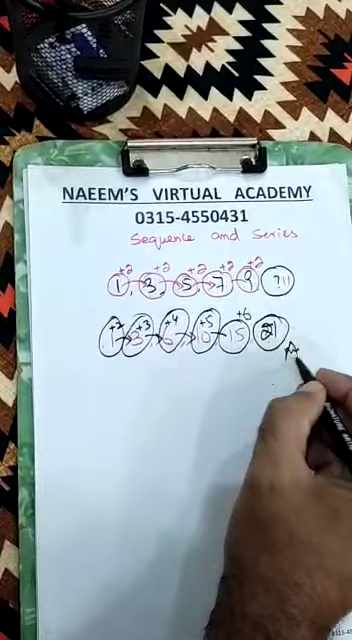 NAEEM'S VIRTUAL ACADEMY
0315-4550431
Sequence and Series
+2 +2 +2 +2 +2
1, 3, 5, 7, 9
+2 +3 +4 +5 +6
1 3 6 10 15 21